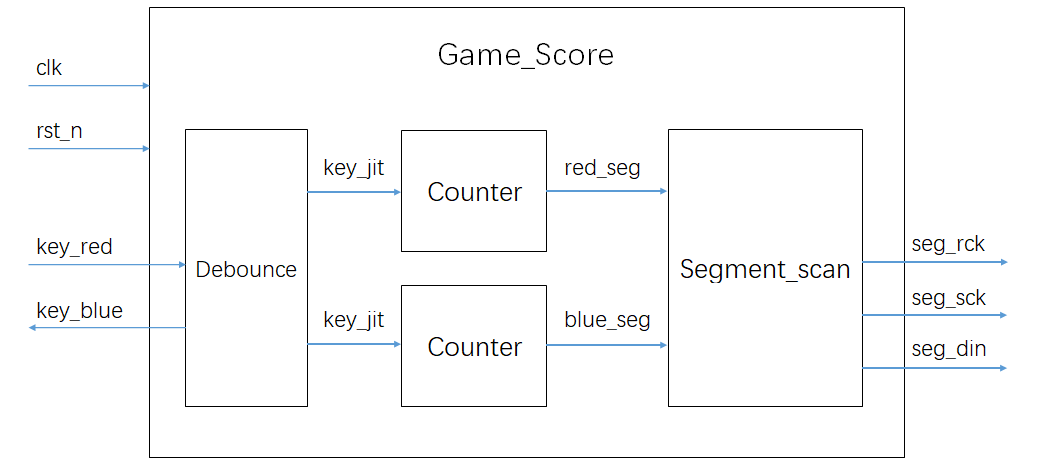 Game_Score
clk
rst_n
key_red
key_blue
Debounce
key_jit
key_jit
Counter
Counter
red_seg
blue_seg
Segment_scan
seg_rck
seg_sck
seg_din